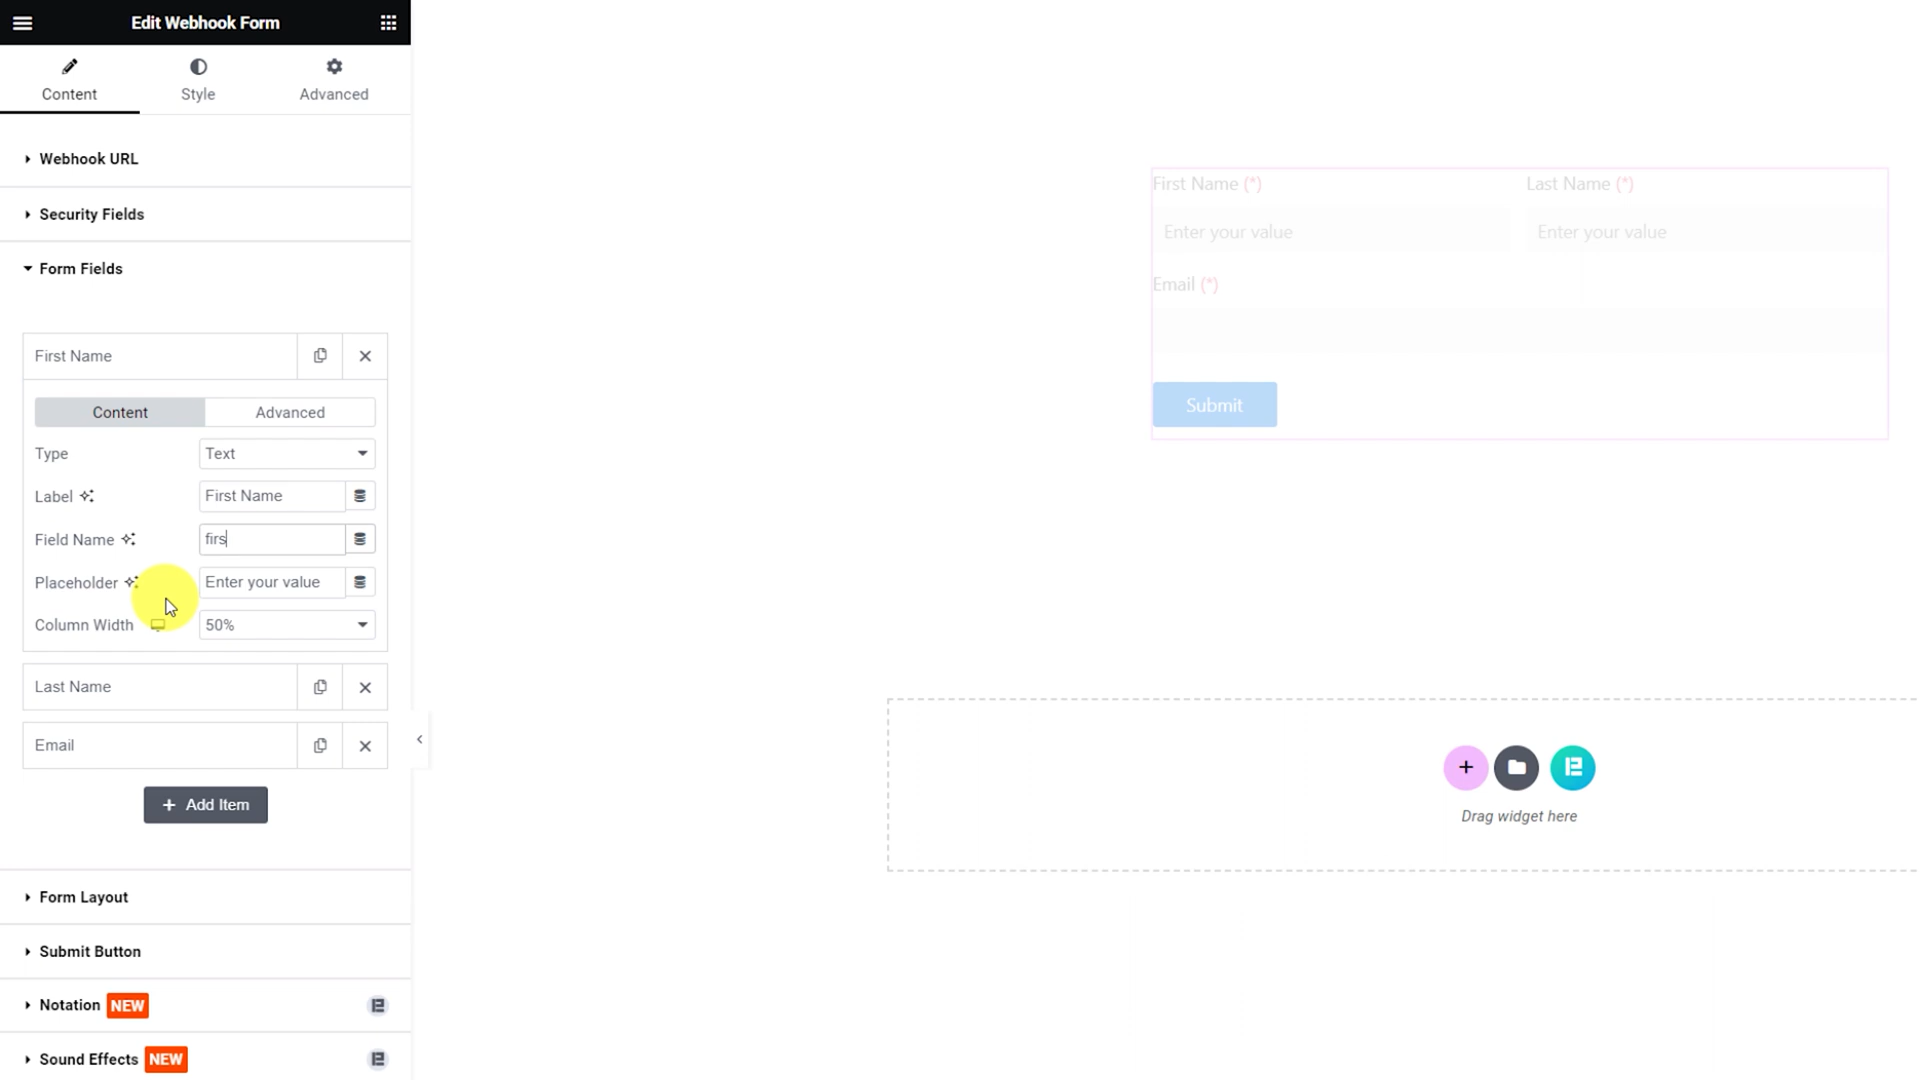 Edit Webhook Form
Content
Style
Advanced
Webhook URL
Security Fields
Form Fields
First Name
Content
Advanced
Type
Text
Label
First Name
Field Name
firs
Placeholder
Enter your value
Column Width
50%
Last Name
Email
+ Add Item
Form Layout
Submit Button
Notation NEW
Sound Effects NEW
First Name (*)
Last Name (*)
Enter your value
Enter your value
Email (*)
Submit
Drag widget here